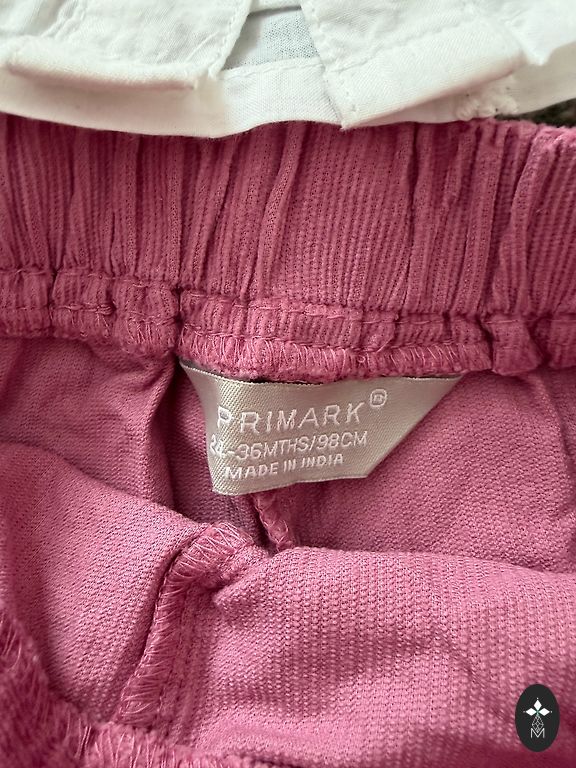 PRIMARK®
24-36MTHS/98CM
MADE IN INDIA
M